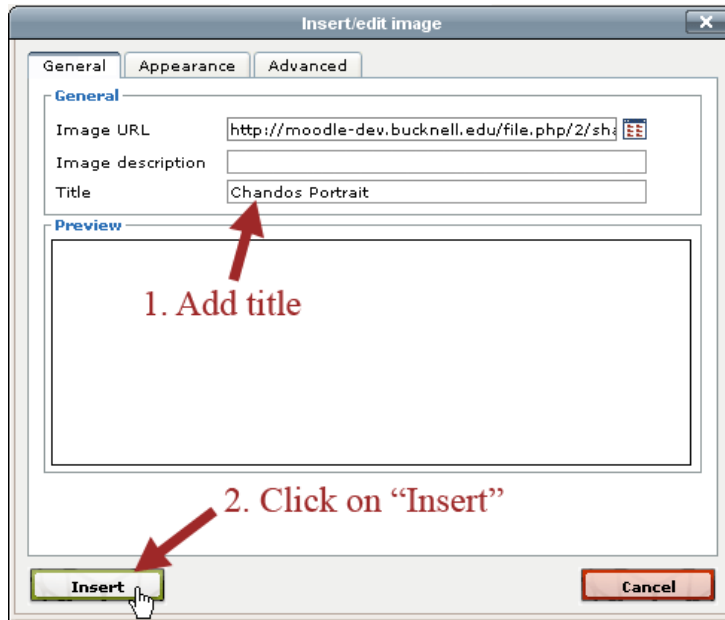 Insert/edit image
General Appearance Advanced
General
Image URL http://moodle-dev.bucknell.edu/file.php/2/sha
Image description
Title Chandos Portrait
Preview
1. Add title
2. Click on “Insert”
Insert Cancel